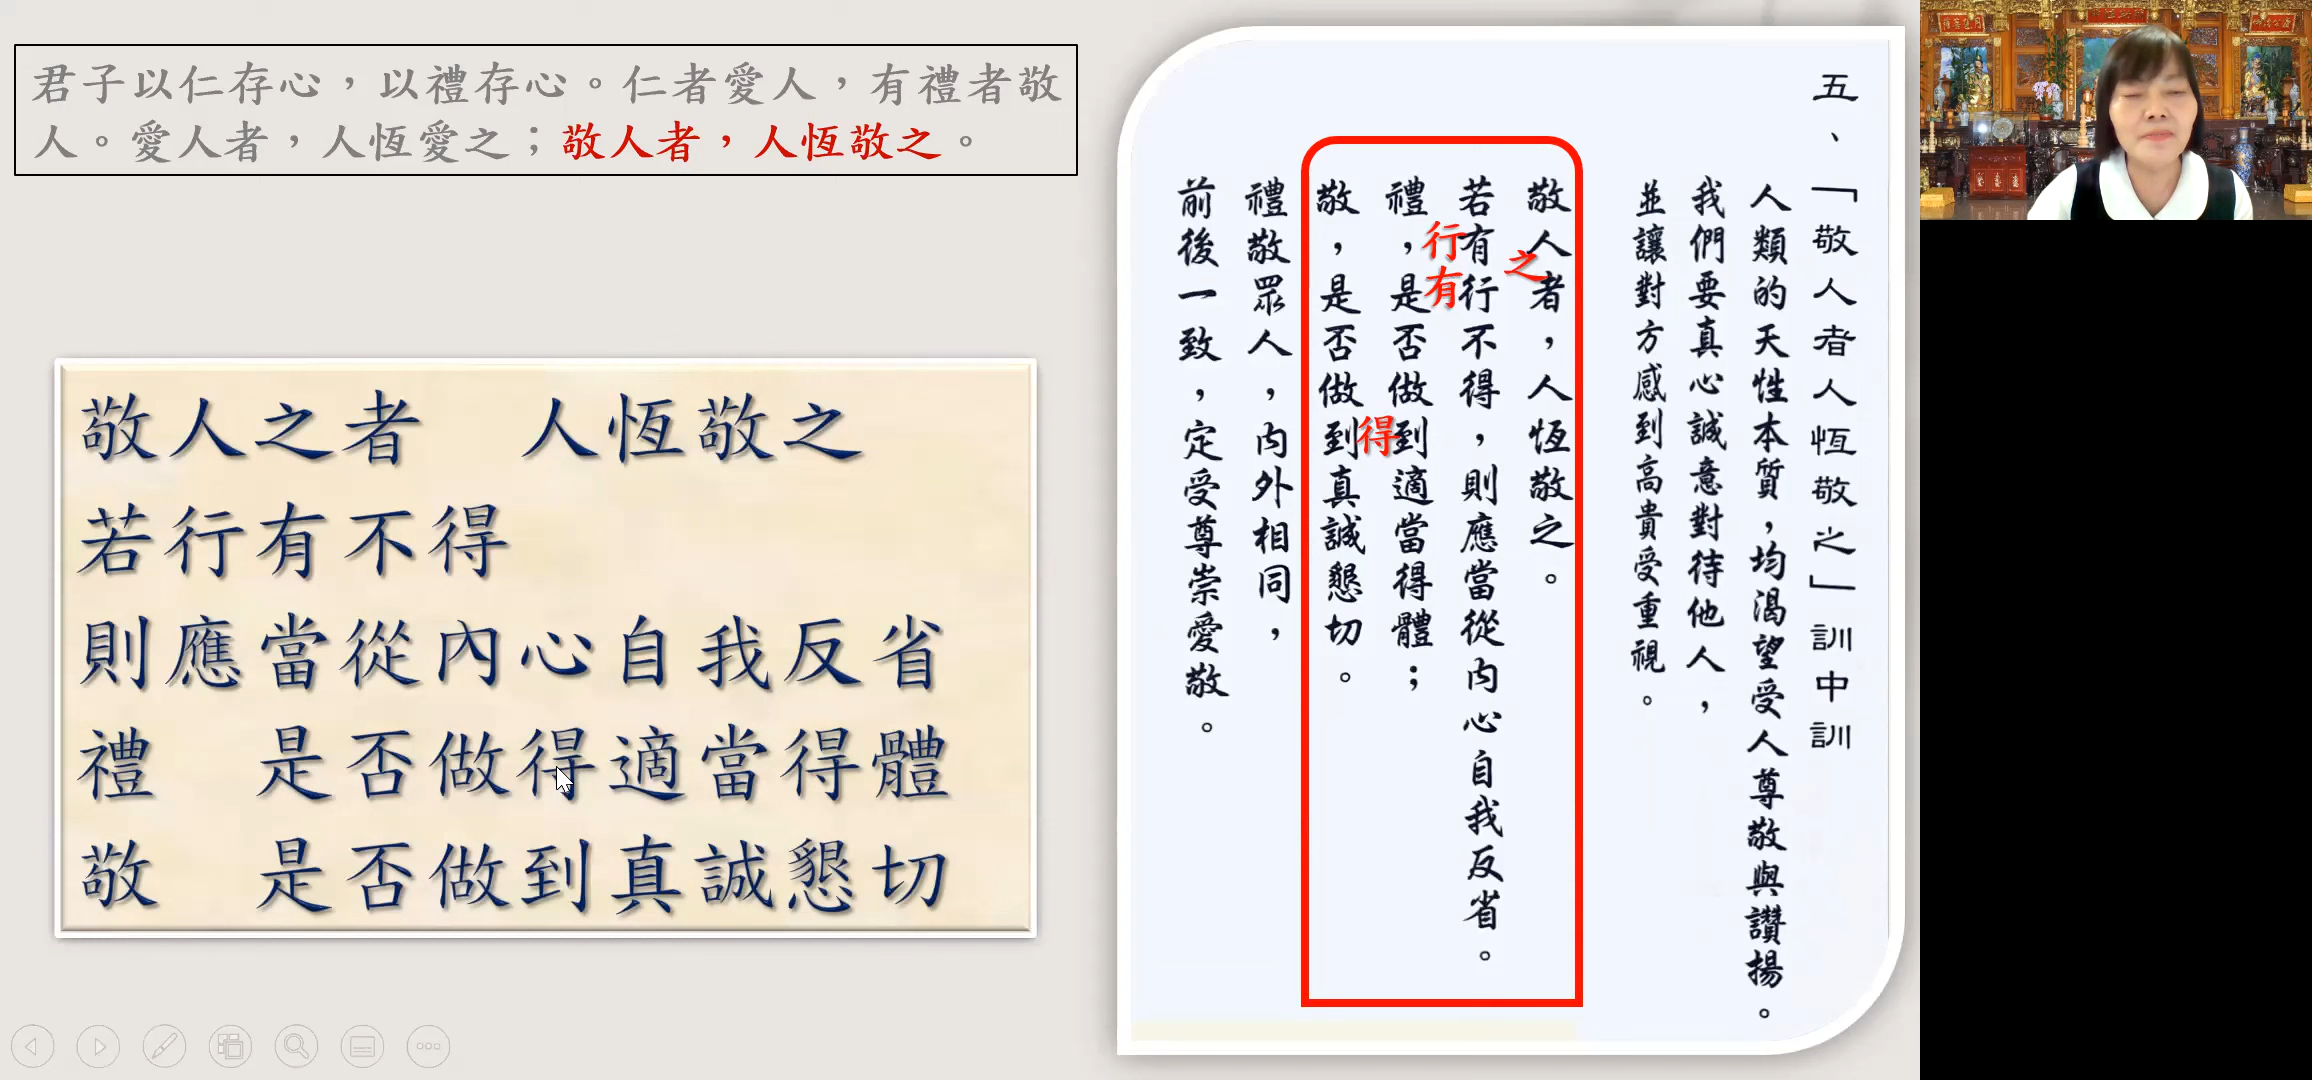 君子以仁存心，以禮存心。仁者愛人，有禮者敬
人。愛人者，人恆愛之；敬人者，人恆敬之。
敬人之者　人恆敬之
若行有不得
則應當從內心自我反省
禮　是否做得適當得體
敬　是否做到真誠懇切
五、「敬人者人恆敬之」訓中訓
人類的天性本質，均渴望受人尊敬與讚揚。
我們要真心誠意對待他人，
並讓對方感到高貴受重視。
敬人者，人恆敬之。
之
若有行不得，則應當從內心自我反省。
行有
禮，是否做到適當得體；
得
敬，是否做到真誠懇切。
禮敬眾人，內外相同，
前後一致，定受尊崇愛敬。